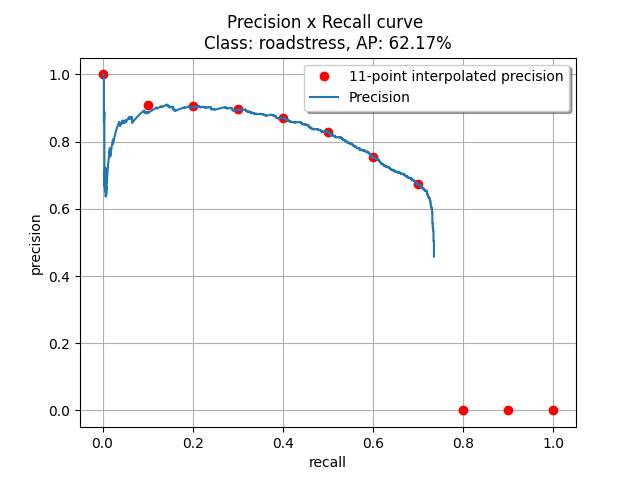 Precision x Recall curve
Class: roadstress, AP: 62.17%
11-point interpolated precision
Precision
precision
1.0
0.8
0.6
0.4
0.2
0.0
0.0 0.2 0.4 0.6 0.8 1.0
recall